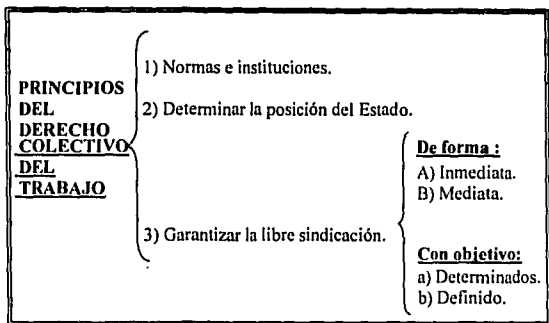 PRINCIPIOS
DEL
DERECHO
COLECTIVO
DEL
TRABAJO
1) Normas e instituciones.
2) Determinar la posición del Estado.
3) Garantizar la libre sindicación.
De forma :
A) Inmediata.
B) Mediata.
Con objetivo:
a) Determinados.
b) Definido.